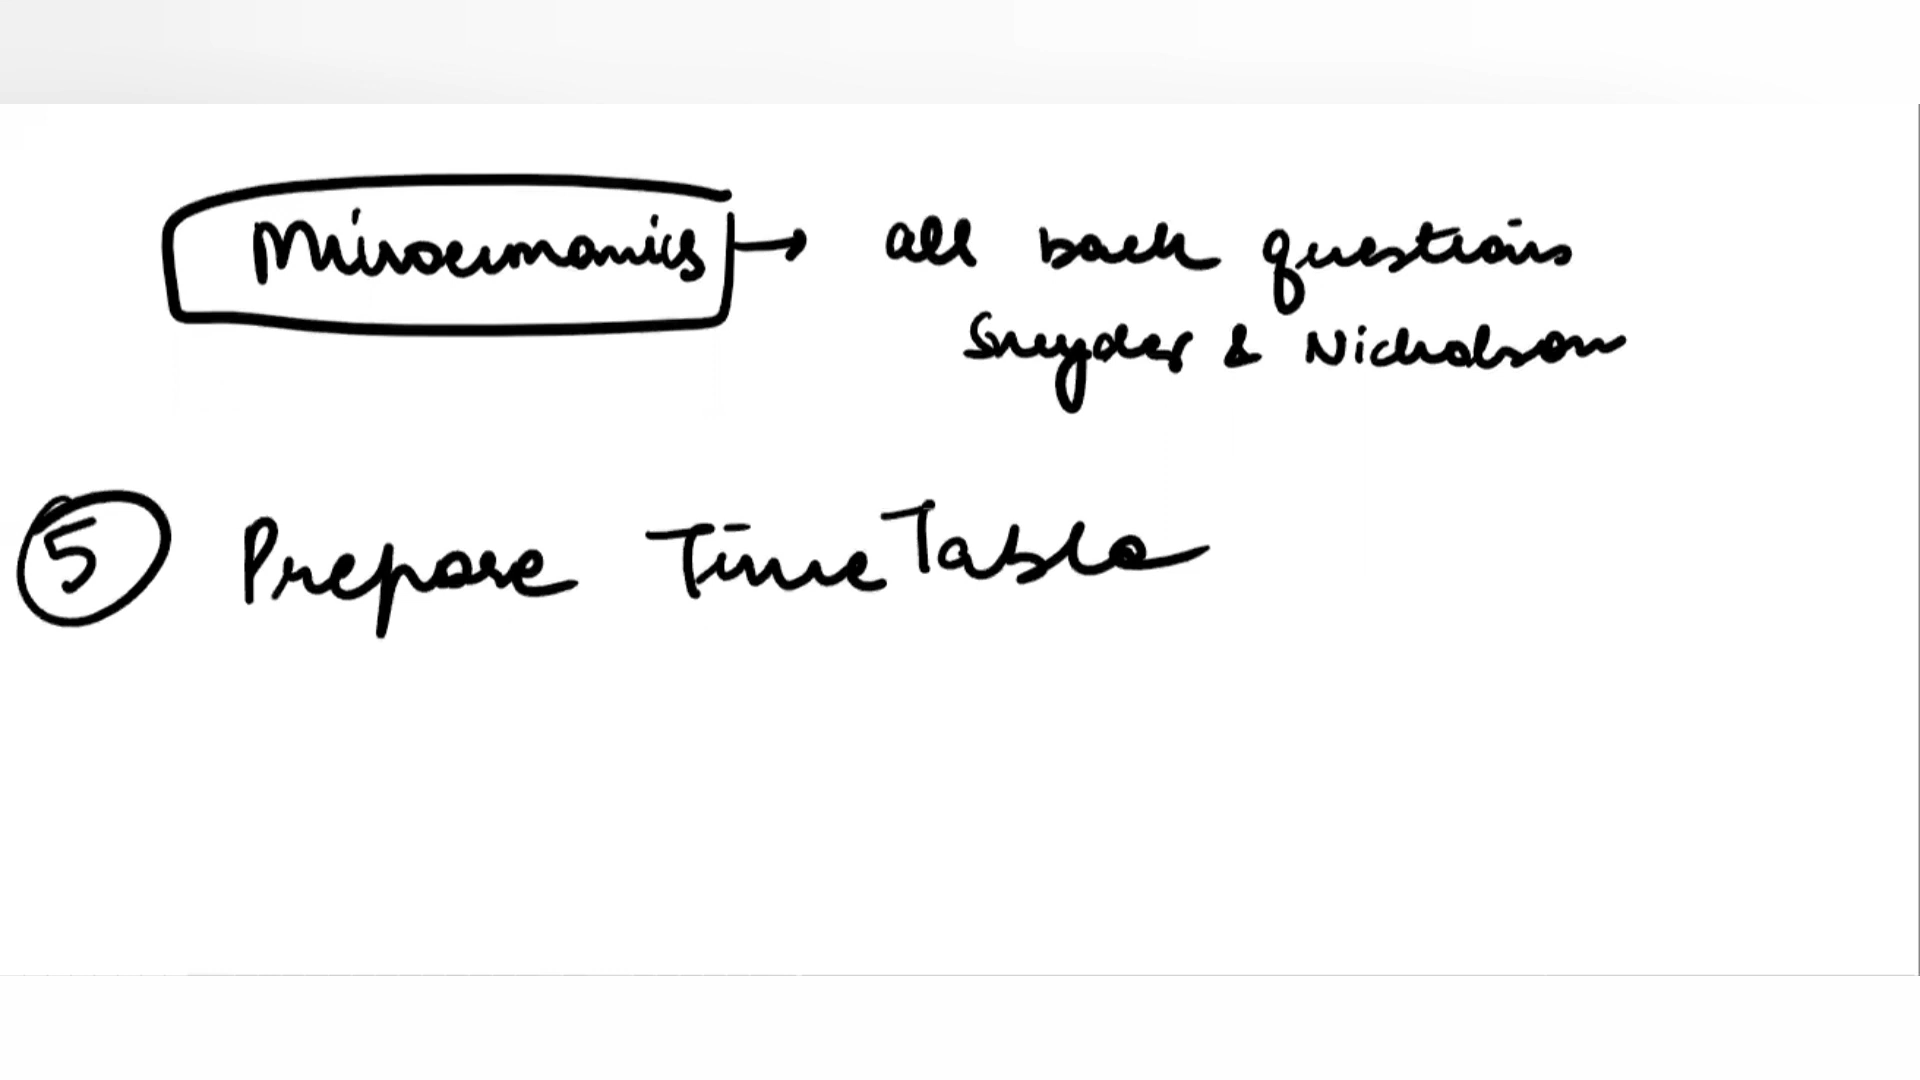 Microeconomics → all back questions
Snyder & Nicholson
5 Prepare TimeTable